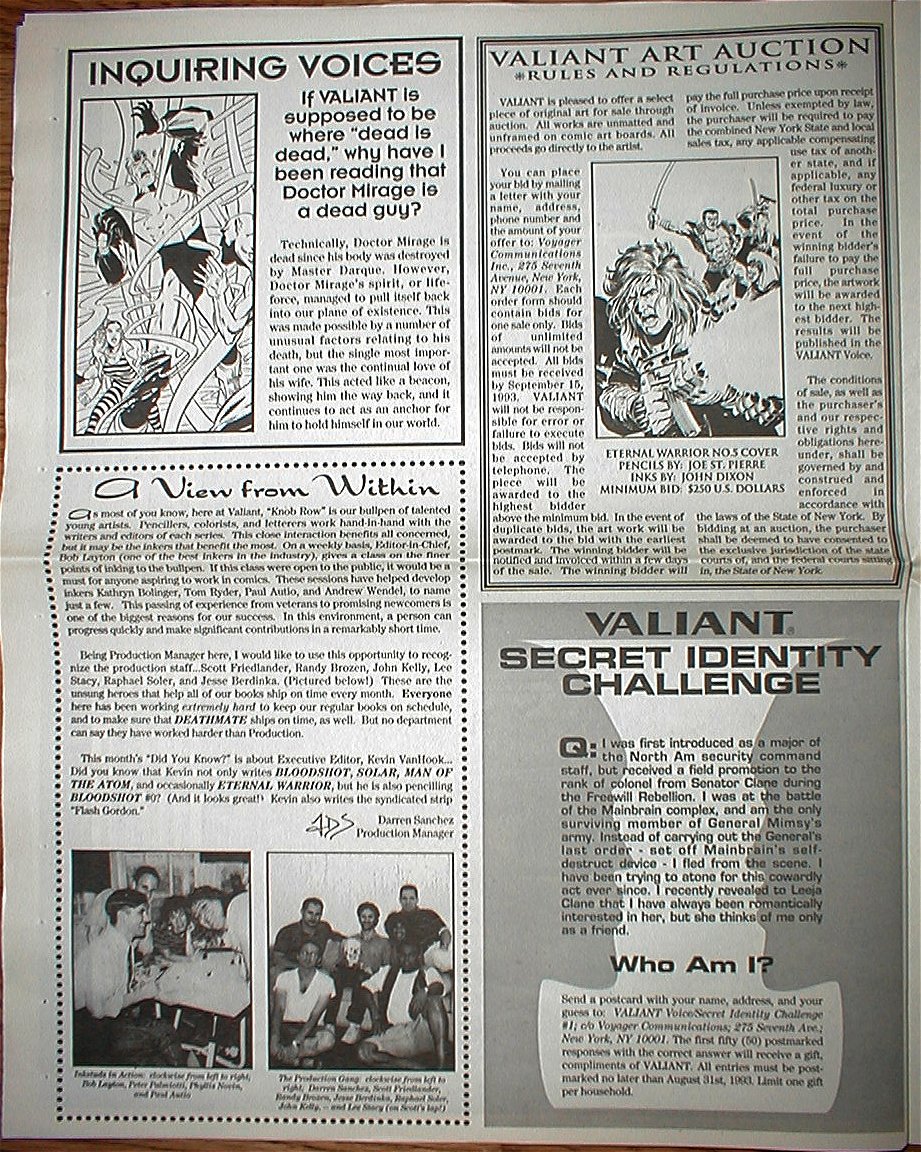 INQUIRING VOICES
If VALIANT is
supposed to be
where "dead is
dead," why have I
been reading that
Doctor Mirage is
a dead guy?
Technically, Doctor Mirage is
dead since his body was destroyed
by Master Darque. However,
Doctor Mirage's spirit, or life-
force, managed to pull itself back
into our plane of existence. This
was made possible by a number of
unusual factors relating to his
death, but the single most impor-
tant one was the continual love of
his wife. This acted like a beacon,
showing him the way back, and it
continues to act as an anchor for
him to hold himself in our world.
A View from Within
As most of you know, here at Valiant, "Knob Row" is our bullpen of talented
young artists. Pencillers, colorists, and letterers work hand-in-hand with the
writers and editors of each series. This close interaction benefits all concerned,
but it may be the inkers that benefit the most. On a weekly basis, Editor-in-Chief,
Bob Layton (one of the best inkers in the industry), gives a class on the finer
points of inking to the bullpen. If this class were open to the public, it would be a
must for anyone aspiring to work in comics. These sessions have helped develop
inkers Kathryn Bolinger, Tom Ryder, Paul Autio, and Andrew Wendel, to name
just a few. This passing of experience from veterans to promising newcomers is
one of the biggest reasons for our success. In this environment, a person can
progress quickly and make significant contributions in a remarkably short time.
Being Production Manager here, I would like to use this opportunity to recog-
nize the production staff...Scott Friedlander, Randy Brozen, John Kelly, Lee
Stacy, Raphael Soler, and Jesse Berdinka. (Pictured below!) These are the
unsung heroes that help all of our books ship on time every month. Everyone
here has been working extremely hard to keep our regular books on schedule,
and to make sure that DEATHMATE ships on time, as well. But no department
can say they have worked harder than Production.
This month's "Did You Know?" is about Executive Editor, Kevin VanHook...
Did you know that Kevin not only writes BLOODSHOT, SOLAR, MAN OF
THE ATOM, and occasionally ETERNAL WARRIOR, but he is also pencilling
BLOODSHOT #0? (And it looks great!) Kevin also writes the syndicated strip
"Flash Gordon."
Darren Sanchez
Production Manager
Inkstuds in Action: clockwise from left to right;
Bob Layton, Peter Palmiotti, Phyllis Novin,
and Paul Autio
The Production Gang: clockwise from left to
right; Darren Sanchez, Scott Friedlander,
Randy Brozen, Jesse Berdinka, Raphael Soler,
John Kelly, – and Lee Stacy (on Scott's lap!)
VALIANT ART AUCTION
*RULES AND REGULATIONS*
VALIANT is pleased to offer a select
piece of original art for sale through
auction. All works are unmatted and
unframed on comic art boards. All
proceeds go directly to the artist.
You can place
your bid by mailing
a letter with your
name, address,
phone number and
the amount of your
offer to: Voyager
Communications
Inc., 275 Seventh
Avenue, New York,
NY 10001. Each
order form should
contain bids for
one sale only. Bids
of unlimited
amounts will not be
accepted. All bids
must be received
by September 15,
1993. VALIANT
will not be respon-
sible for error or
failure to execute
bids. Bids will not
be accepted by
telephone. The
piece will be
awarded to the
highest bidder
above the minimum bid. In the event of
duplicate bids, the art work will be
awarded to the bid with the earliest
postmark. The winning bidder will be
notified and invoiced within a few days
of the sale. The winning bidder will
pay the full purchase price upon receipt
of invoice. Unless exempted by law,
the purchaser will be required to pay
the combined New York State and local
sales tax, any applicable compensating
use tax of anoth-
er state, and if
applicable, any
federal luxury or
other tax on the
total purchase
price. In the
event of the
winning bidder's
failure to pay the
full purchase
price, the artwork
will be awarded
to the next high-
est bidder. The
results will be
published in the
VALIANT Voice.
The conditions
of sale, as well as
the purchaser's
and our respec-
tive rights and
obligations here-
under, shall be
governed by and
construed and
enforced in
accordance with
the laws of the State of New York. By
bidding at an auction, the purchaser
shall be deemed to have consented to
the exclusive jurisdiction of the state
courts of, and the federal courts sitting
in, the State of New York.
ETERNAL WARRIOR NO.5 COVER
PENCILS BY: JOE ST. PIERRE
INKS BY: JOHN DIXON
MINIMUM BID: $250 U.S. DOLLARS
VALIANT®
SECRET IDENTITY
CHALLENGE
Q: I was first introduced as a major of
the North Am security command
staff, but received a field promotion to the
rank of colonel from Senator Clane during
the Freewill Rebellion. I was at the battle
of the Mainbrain complex, and am the only
surviving member of General Mimsy's
army. Instead of carrying out the General's
last order - set off Mainbrain's self-
destruct device - I fled from the scene. I
have been trying to atone for this cowardly
act ever since. I recently revealed to Leeja
Clane that I have always been romantically
interested in her, but she thinks of me only
as a friend.
Who Am I?
Send a postcard with your name, address, and your
guess to: VALIANT Voice/Secret Identity Challenge
#1; c/o Voyager Communications; 275 Seventh Ave.;
New York, NY 10001. The first fifty (50) postmarked
responses with the correct answer will receive a gift,
compliments of VALIANT. All entries must be post-
marked no later than August 31st, 1993. Limit one gift
per household.